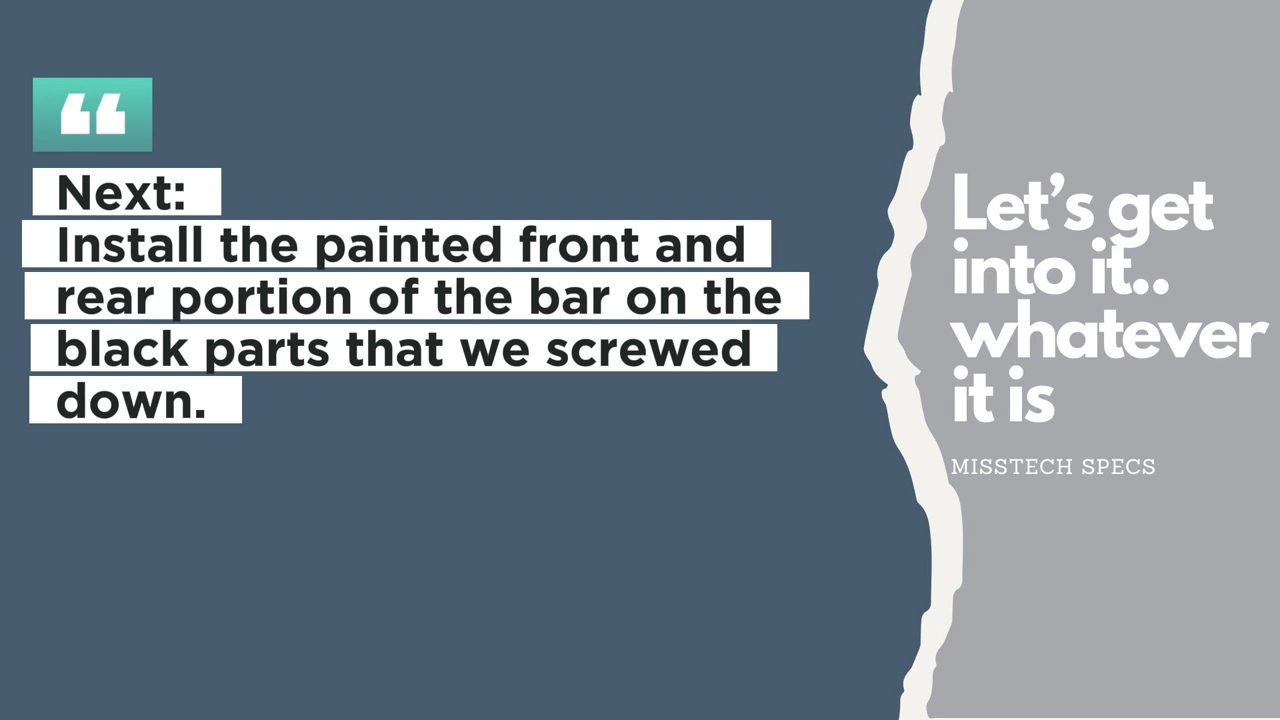 ❝
Next:
Install the painted front and
rear portion of the bar on the
black parts that we screwed
down.
Let’s get
into it..
whatever
it is
MISSTECH SPECS